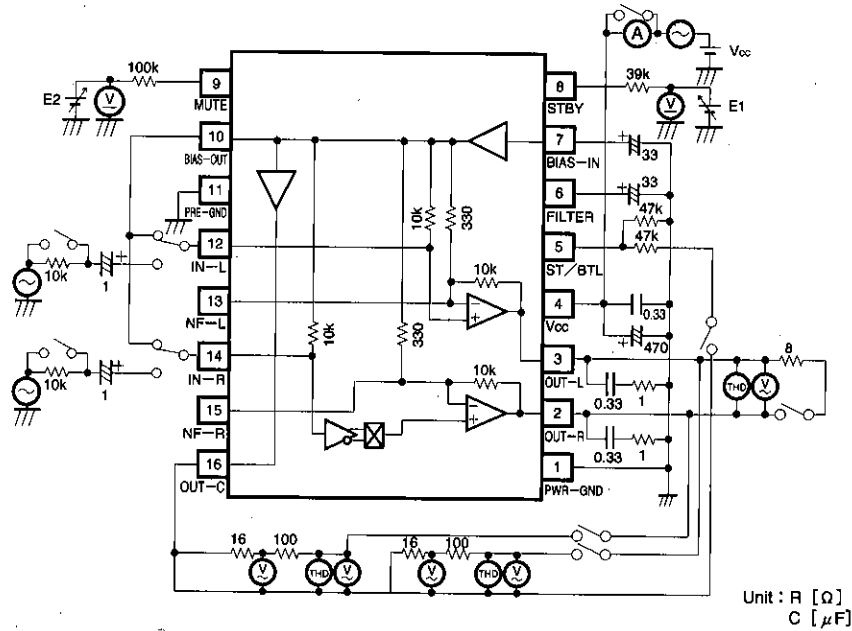 A
Vcc
100k
9
MUTE
E2
V
8
STBY
39k
V
E1
10
BIAS-OUT
7
BIAS-IN
+
33
11
PRE-GND
10k
330
6
FILTER
+
33
47k
12
IN-L
5
ST/BTL
47k
10k
+
1
13
NF-L
10k
−
+
4
Vcc
0.33
10k
330
+
470
14
IN-R
3
OUT-L
8
10k
+
1
0.33
1
THD
V
15
NF-R
10k
−
+
2
OUT-R
0.33
1
16
OUT-C
1
PWR-GND
16
100
16
100
V
THD
V
V
THD
V
Unit : R [Ω]
C [μF]